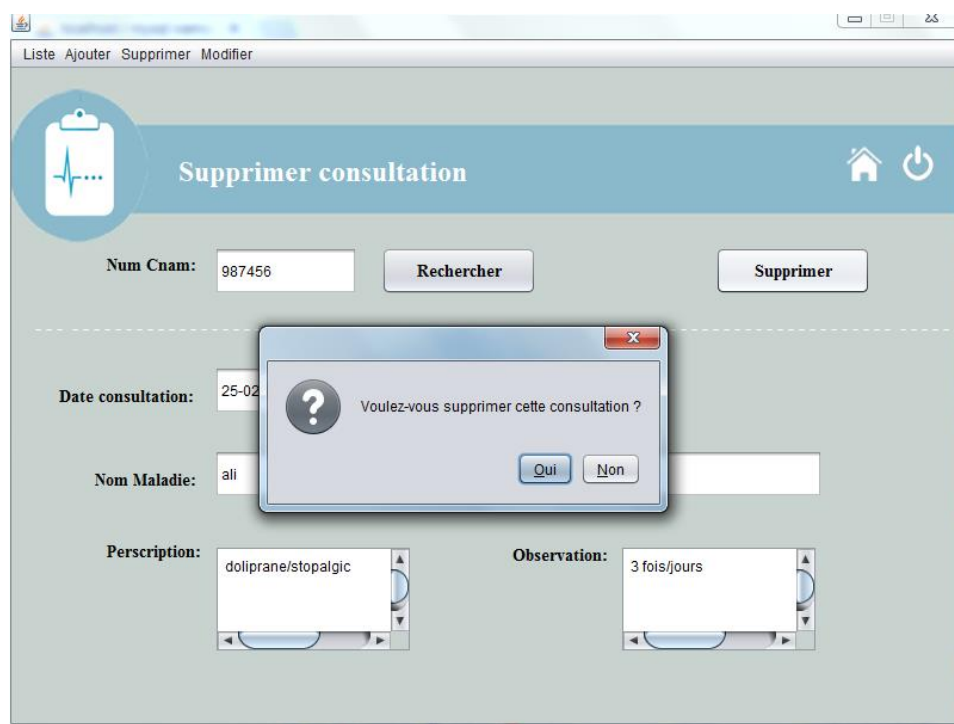 Liste Ajouter Supprimer Modifier
Supprimer consultation
Num Cnam: 987456 Rechercher Supprimer
Date consultation: 25-02
Voulez-vous supprimer cette consultation ?
Oui Non
Nom Maladie: ali
Perscription: doliprane/stopalgic Observation: 3 fois/jours